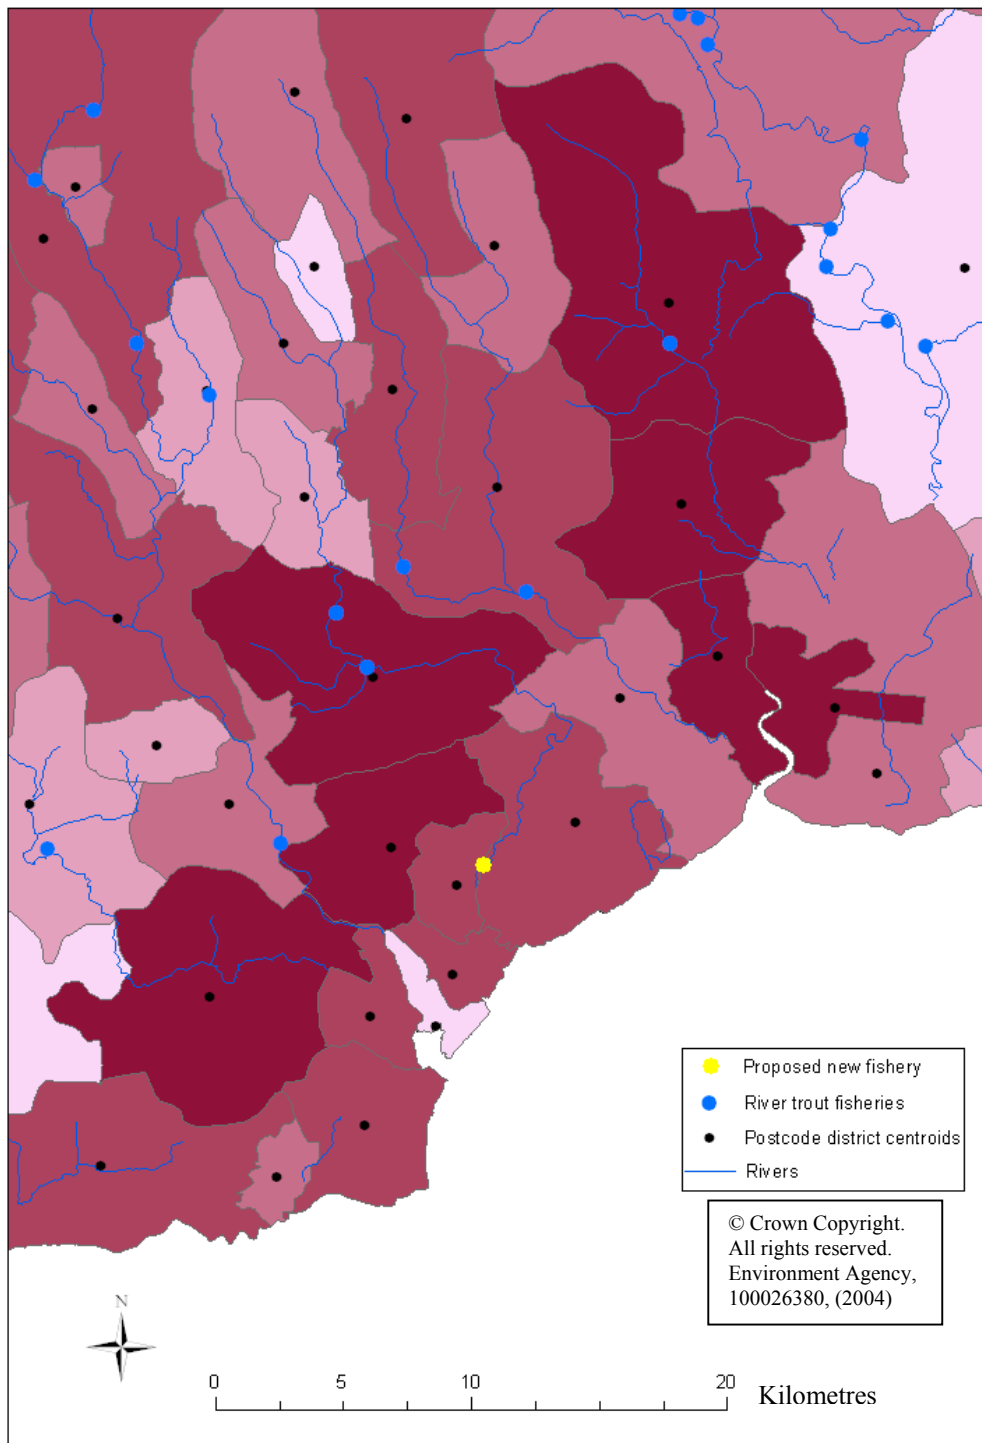 Proposed new fishery
River trout fisheries
Postcode district centroids
Rivers
© Crown Copyright.
All rights reserved.
Environment Agency,
100026380, (2004)
N
0 5 10 20 Kilometres